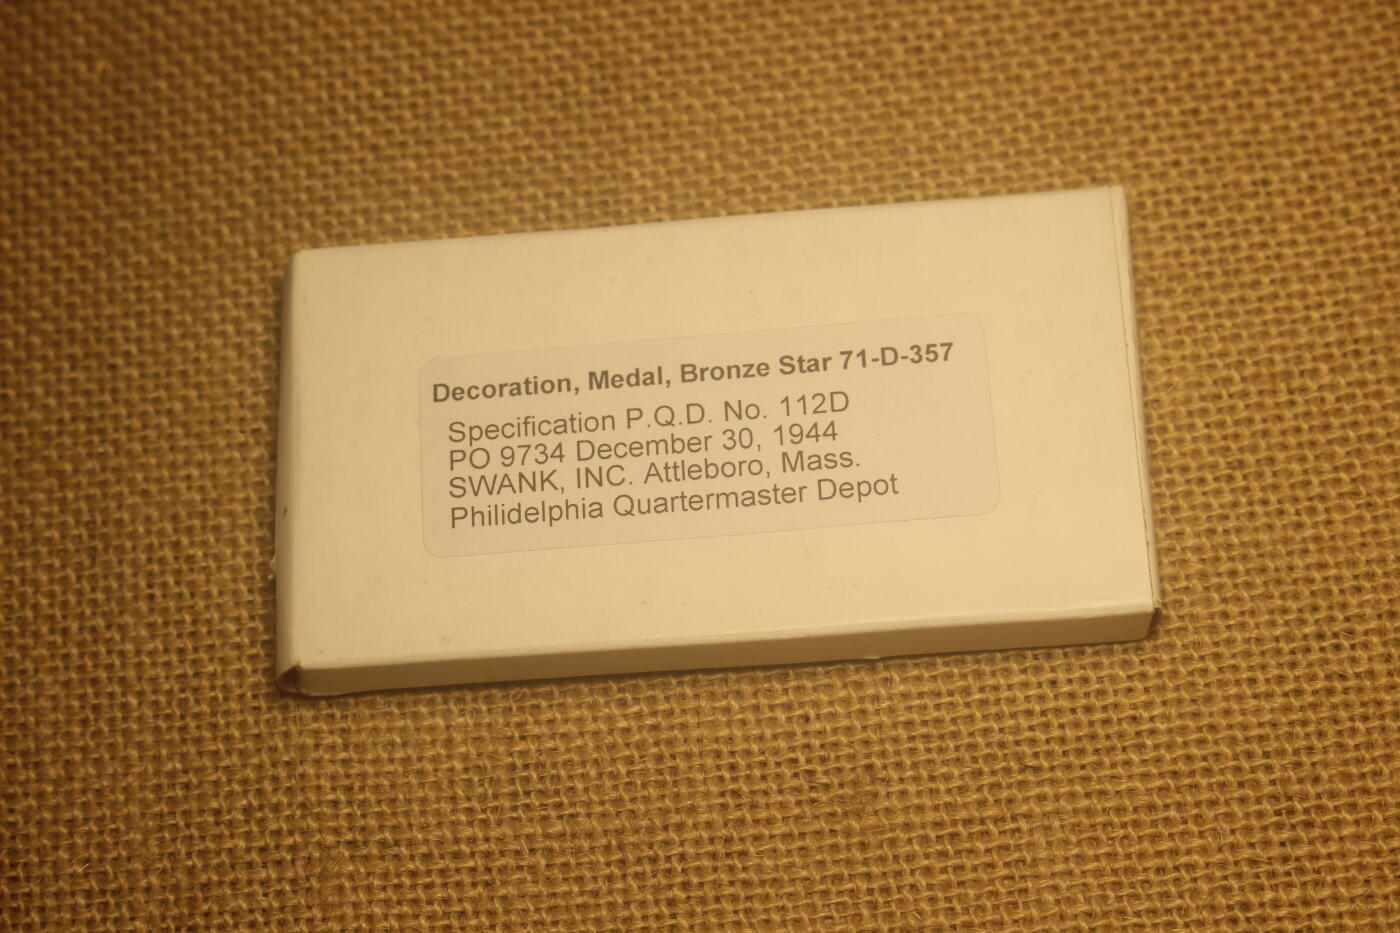 Decoration, Medal, Bronze Star 71-D-357
Specification P.Q.D. No. 112D
PO 9734 December 30, 1944
SWANK, INC. Attleboro, Mass.
Philidelphia Quartermaster Depot